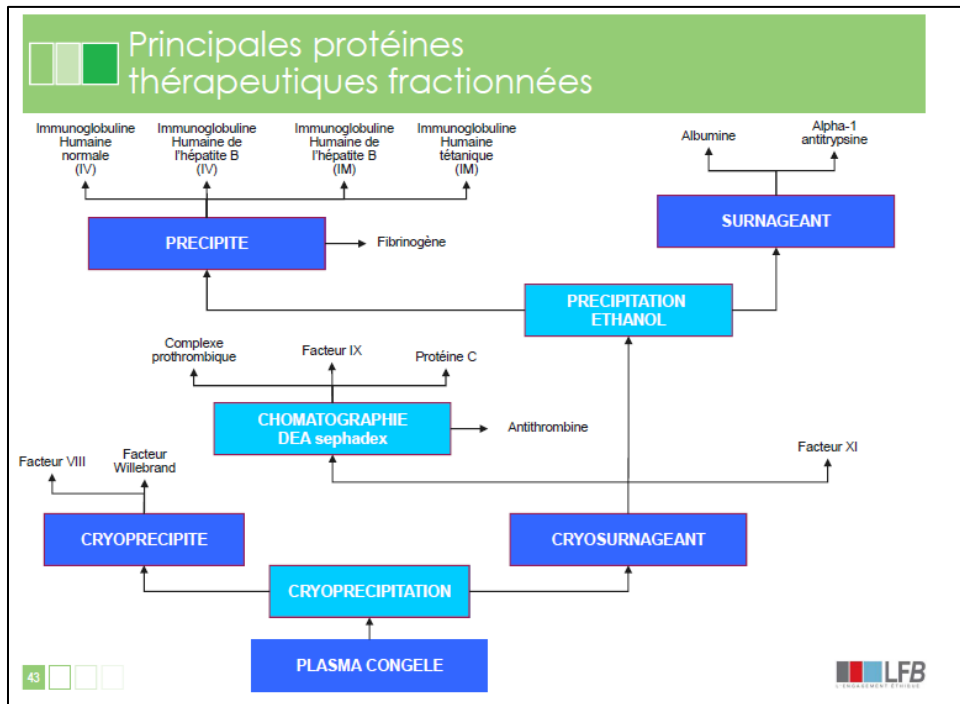 Principales protéines
thérapeutiques fractionnées
Immunoglobuline
Humaine
normale
(IV)
Immunoglobuline
Humaine de
l'hépatite B
(IV)
Immunoglobuline
Humaine de
l'hépatite B
(IM)
Immunoglobuline
Humaine
tétanique
(IM)
Albumine
Alpha-1
antitrypsine
PRECIPITE
Fibrinogène
SURNAGEANT
PRECIPITATION
ETHANOL
Complexe
prothrombique
Facteur IX
Protéine C
CHOMATOGRAPHIE
DEA sephadex
Antithrombine
Facteur VIII
Facteur
Willebrand
Facteur XI
CRYOPRECIPITE
CRYOSURNAGEANT
CRYOPRECIPITATION
PLASMA CONGELE
43
LFB
L'ENGAGEMENT ÉTHIQUE